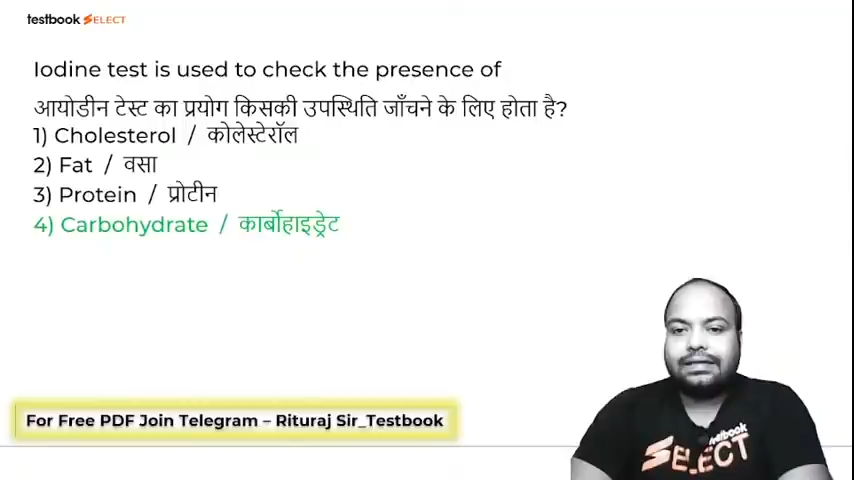 testbook SELECT
Iodine test is used to check the presence of
आयोडीन टेस्ट का प्रयोग किसकी उपस्थिति जाँचने के लिए होता है?
1) Cholesterol / कोलेस्टेरॉल
2) Fat / वसा
3) Protein / प्रोटीन
4) Carbohydrate / कार्बोहाइड्रेट
For Free PDF Join Telegram – Rituraj Sir_Testbook
testbook
SELECT